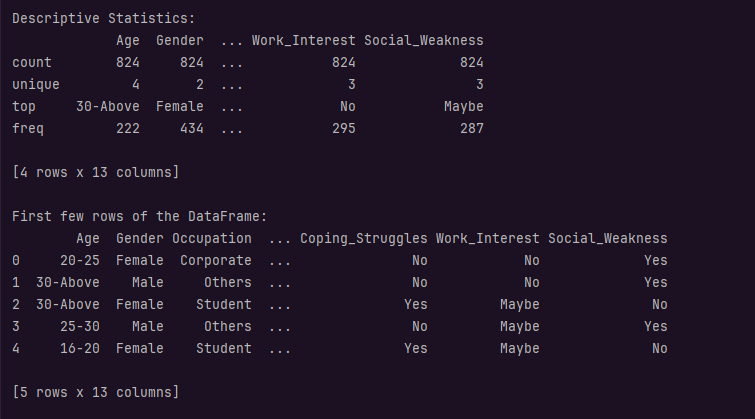 Descriptive Statistics:
             Age  Gender  ... Work_Interest Social_Weakness
count        824     824  ...           824             824
unique         4       2  ...             3               3
top     30-Above  Female  ...            No           Maybe
freq         222     434  ...           295             287
[4 rows x 13 columns]
First few rows of the DataFrame:
        Age  Gender Occupation  ... Coping_Struggles Work_Interest Social_Weakness
0     20-25  Female  Corporate  ...               No            No             Yes
1  30-Above    Male     Others  ...               No            No             Yes
2  30-Above  Female    Student  ...              Yes         Maybe              No
3     25-30    Male     Others  ...               No         Maybe             Yes
4     16-20  Female    Student  ...              Yes         Maybe              No
[5 rows x 13 columns]